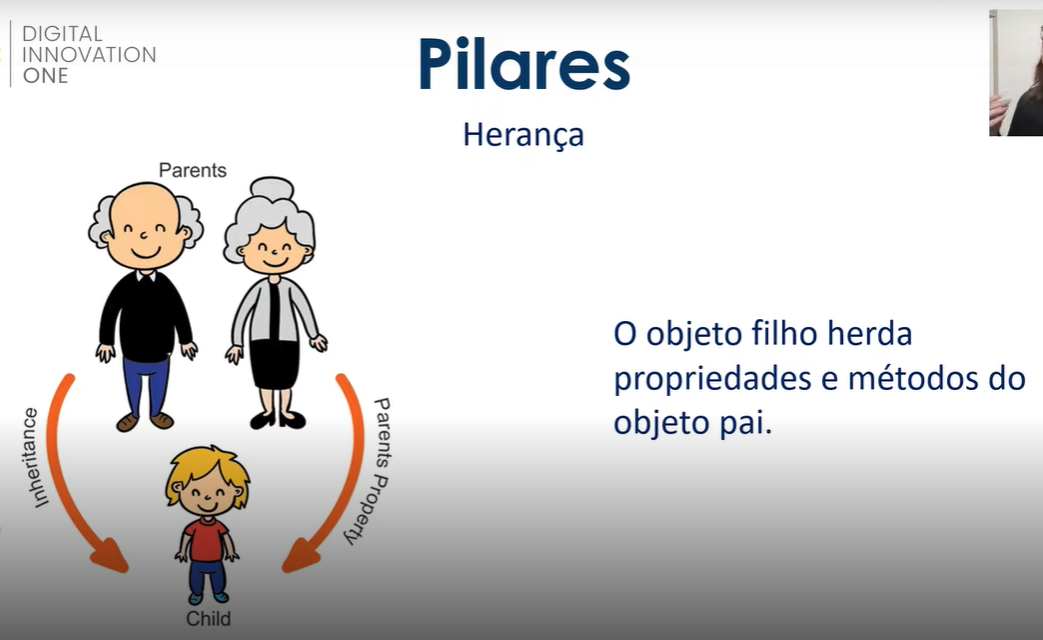 DIGITAL
INNOVATION
ONE
Pilares
Herança
Parents
Inheritance
Parents Property
Child
O objeto filho herda
propriedades e métodos do
objeto pai.